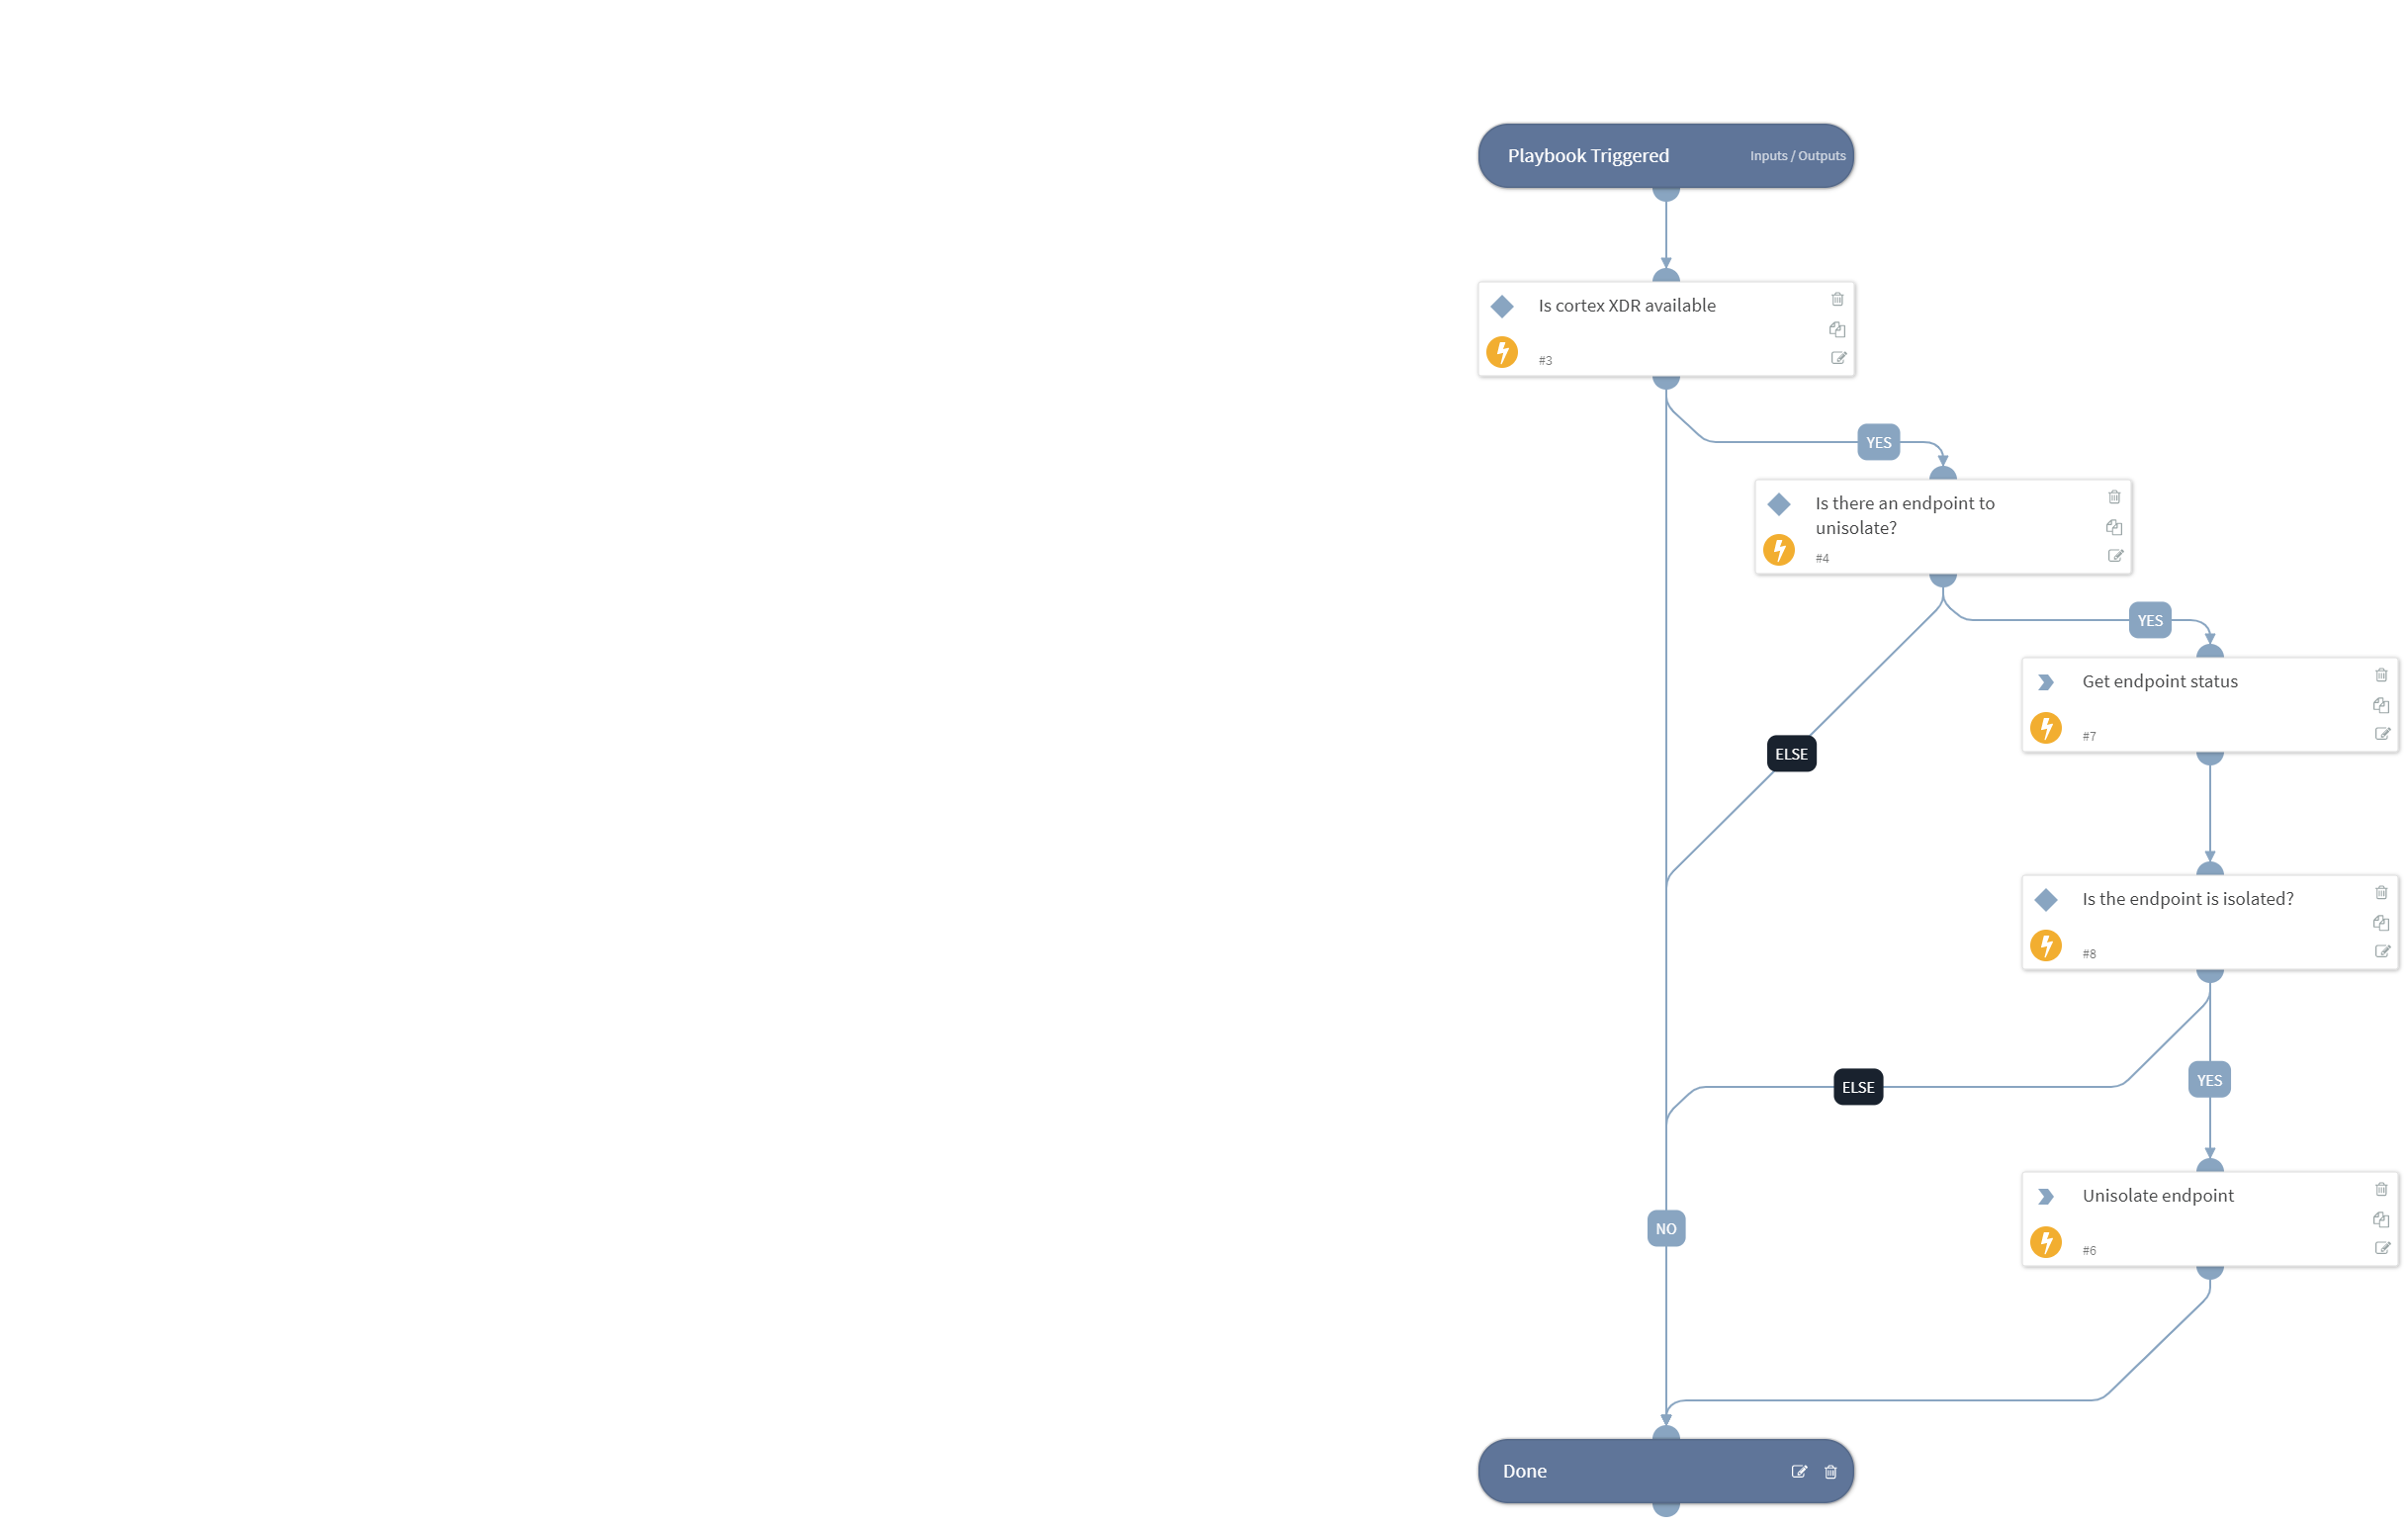 Playbook Triggered
Inputs / Outputs
Is cortex XDR available
#3
YES
Is there an endpoint to
unisolate?
#4
YES
Get endpoint status
#7
ELSE
Is the endpoint is isolated?
#8
YES
ELSE
Unisolate endpoint
#6
NO
Done